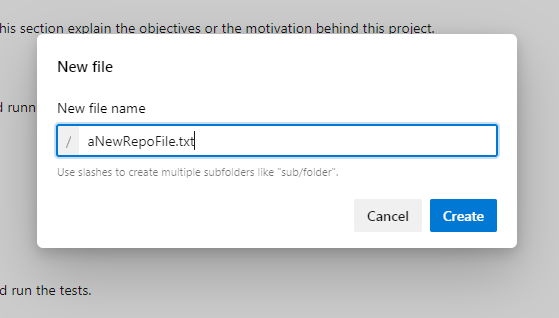 his section explain the objectives or the motivation behind this project.
New file
d runn
New file name
/ aNewRepoFile.txt
Use slashes to create multiple subfolders like "sub/folder".
Cancel Create
d run the tests.